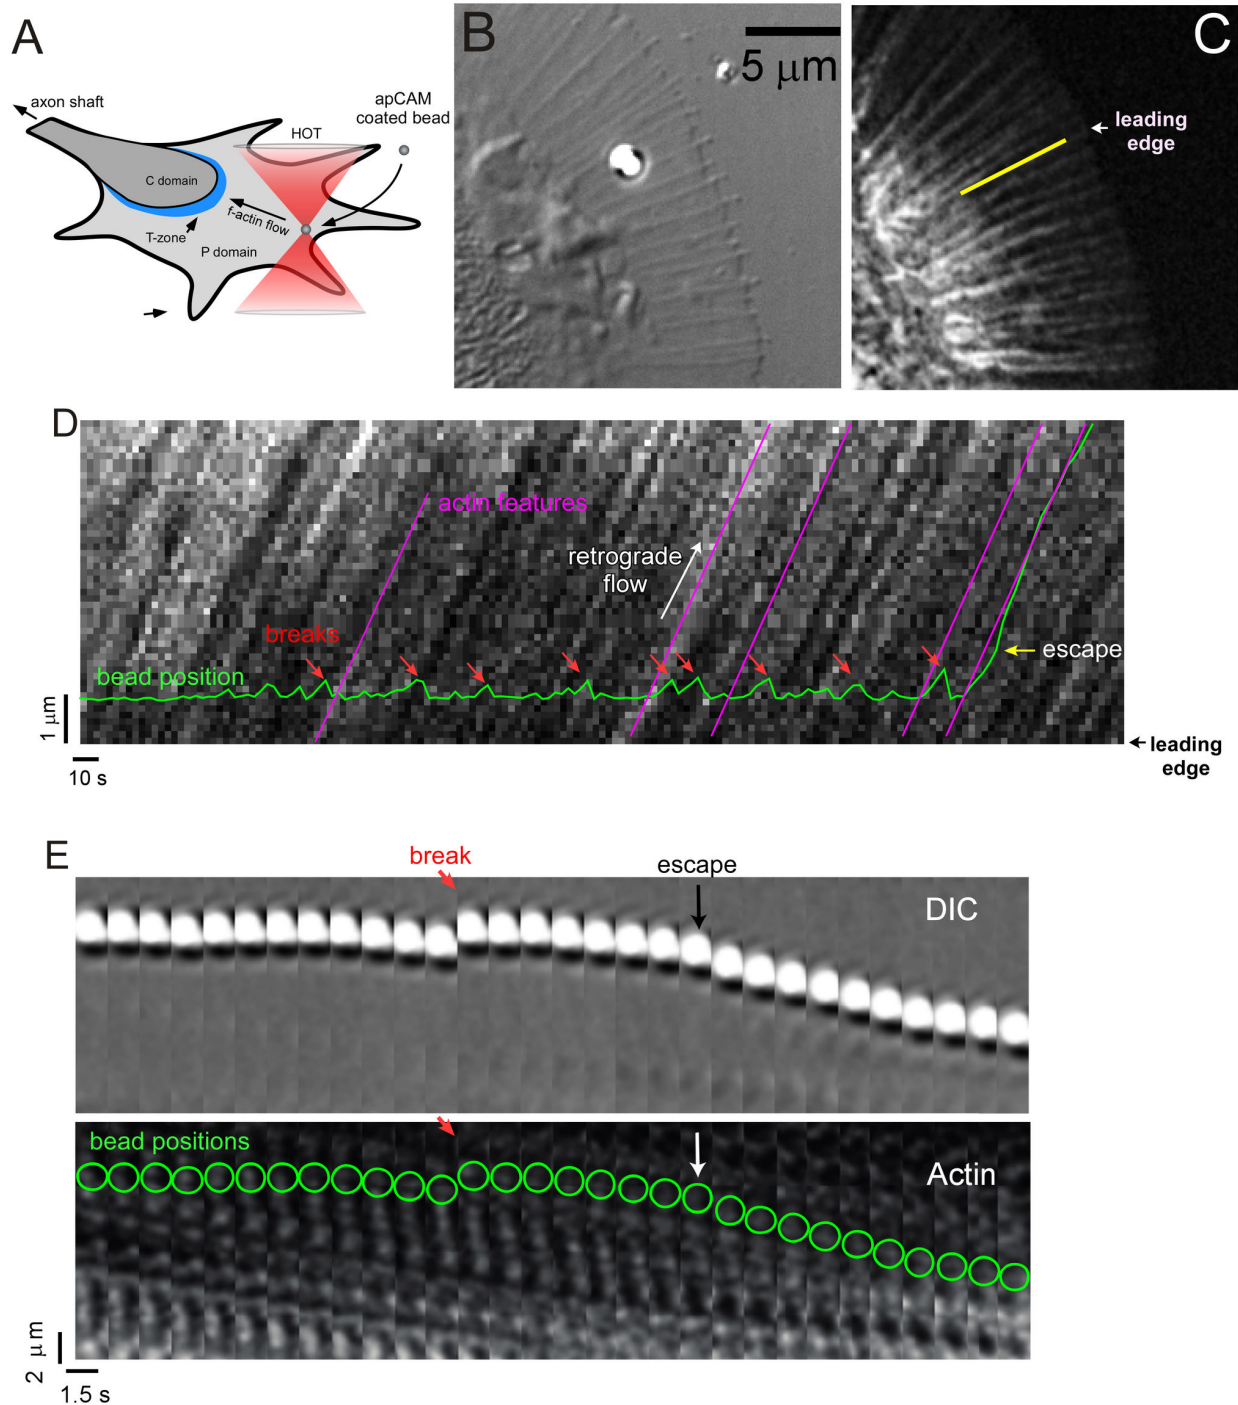 A
axon shaft
apCAM
coated bead
HOT
C domain
f-actin flow
T-zone
P domain
B
5 μm
C
leading
edge
D
actin features
retrograde
flow
breaks
bead position
escape
1 μm
10 s
leading
edge
E
break
escape
DIC
bead positions
Actin
2 μm
1.5 s